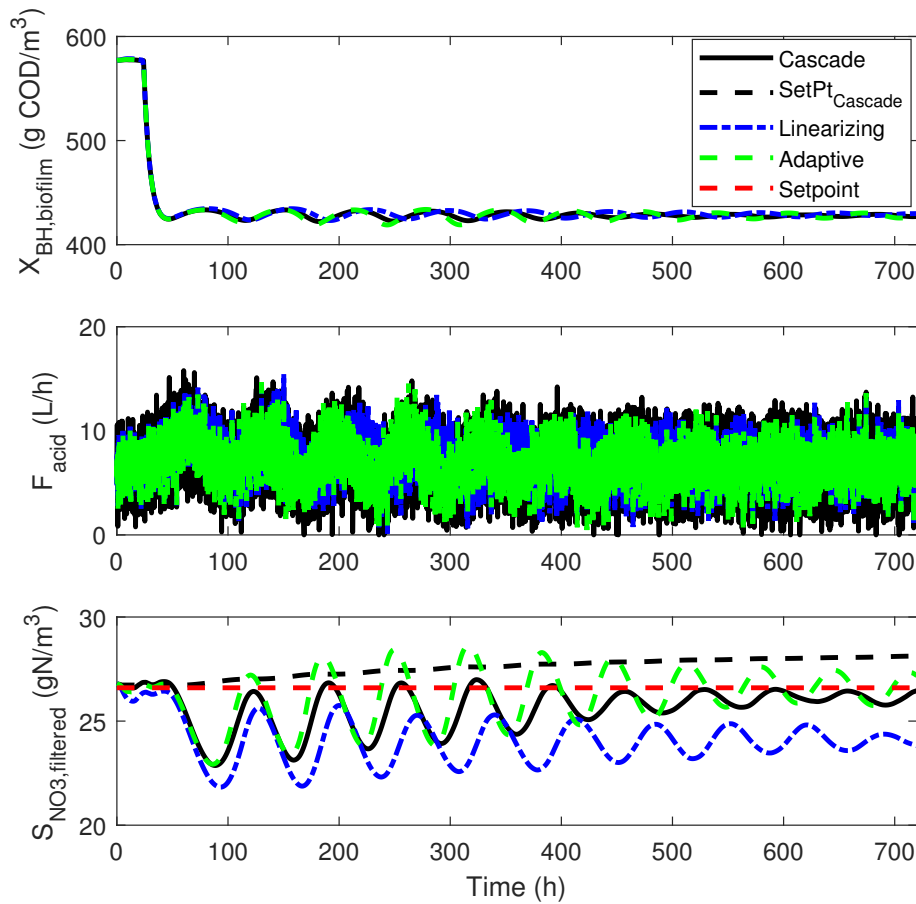 600
500
400
X_BH,biofilm (g COD/m^3)
0 100 200 300 400 500 600 700
Cascade
SetPt_Cascade
Linearizing
Adaptive
Setpoint
20
10
0
F_acid (L/h)
0 100 200 300 400 500 600 700
30
25
20
S_NO3,filtered (gN/m^3)
0 100 200 300 400 500 600 700
Time (h)